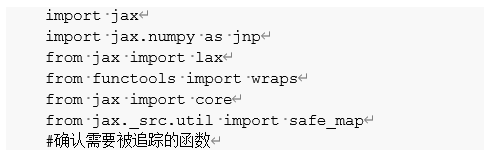 import jax
import jax.numpy as jnp
from jax import lax
from functools import wraps
from jax import core
from jax._src.util import safe_map
#确认需要被追踪的函数